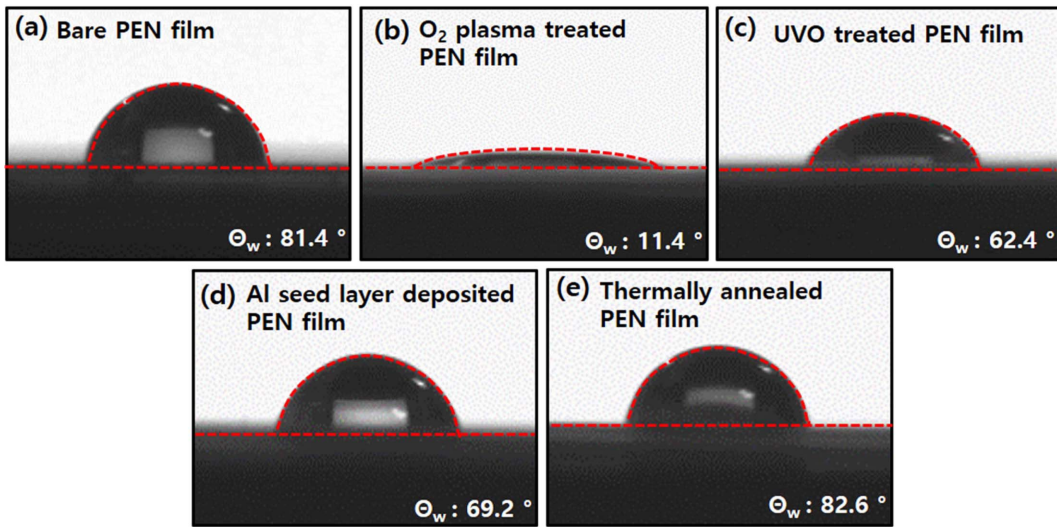 (a) Bare PEN film
(b) O₂ plasma treated
PEN film
(c) UVO treated PEN film
Θw : 81.4 °
Θw : 11.4 °
Θw : 62.4 °
(d) Al seed layer deposited
PEN film
(e) Thermally annealed
PEN film
Θw : 69.2 °
Θw : 82.6 °